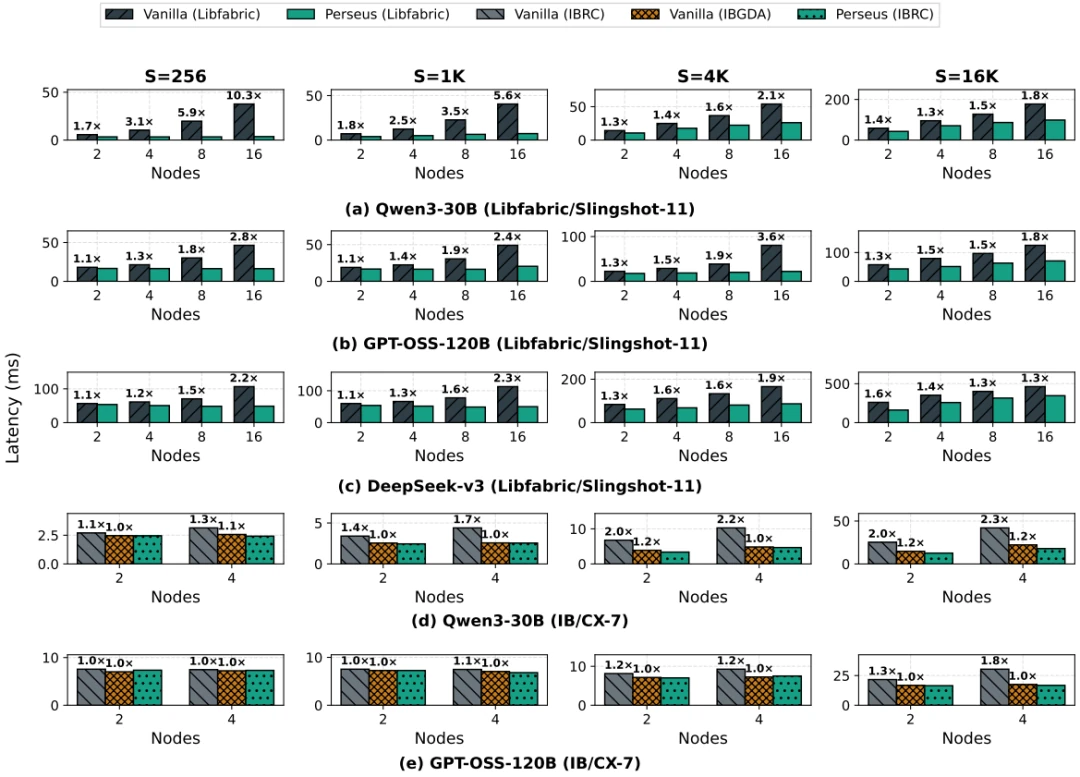 Vanilla (Libfabric) Perseus (Libfabric) Vanilla (IBRC) Vanilla (IBGDA) Perseus (IBRC)
Latency (ms)
S=256 S=1K S=4K S=16K
50 0 1.7× 3.1× 5.9× 10.3×
2 4 8 16
Nodes
50 0 1.8× 2.5× 3.5× 5.6×
2 4 8 16
Nodes
50 0 1.3× 1.4× 1.6× 2.1×
2 4 8 16
Nodes
200 0 1.4× 1.3× 1.5× 1.8×
2 4 8 16
Nodes
(a) Qwen3-30B (Libfabric/Slingshot-11)
50 0 1.1× 1.3× 1.8× 2.8×
2 4 8 16
Nodes
50 0 1.1× 1.4× 1.9× 2.4×
2 4 8 16
Nodes
100 0 1.3× 1.5× 1.9× 3.6×
2 4 8 16
Nodes
100 0 1.3× 1.5× 1.5× 1.8×
2 4 8 16
Nodes
(b) GPT-OSS-120B (Libfabric/Slingshot-11)
100 0 1.1× 1.2× 1.5× 2.2×
2 4 8 16
Nodes
100 0 1.1× 1.3× 1.6× 2.3×
2 4 8 16
Nodes
200 0 1.3× 1.6× 1.6× 1.9×
2 4 8 16
Nodes
500 0 1.6× 1.4× 1.3× 1.3×
2 4 8 16
Nodes
(c) DeepSeek-v3 (Libfabric/Slingshot-11)
2.5 0.0 1.1× 1.0× 1.3× 1.1×
2 4
Nodes
5 0 1.4× 1.0× 1.7× 1.0×
2 4
Nodes
10 0 2.0× 1.2× 2.2× 1.0×
2 4
Nodes
50 0 2.0× 1.2× 2.3× 1.2×
2 4
Nodes
(d) Qwen3-30B (IB/CX-7)
10 0 1.0× 1.0× 1.0× 1.0×
2 4
Nodes
10 0 1.0× 1.0× 1.1× 1.0×
2 4
Nodes
10 0 1.2× 1.0× 1.2× 1.0×
2 4
Nodes
25 0 1.3× 1.0× 1.8× 1.0×
2 4
Nodes
(e) GPT-OSS-120B (IB/CX-7)